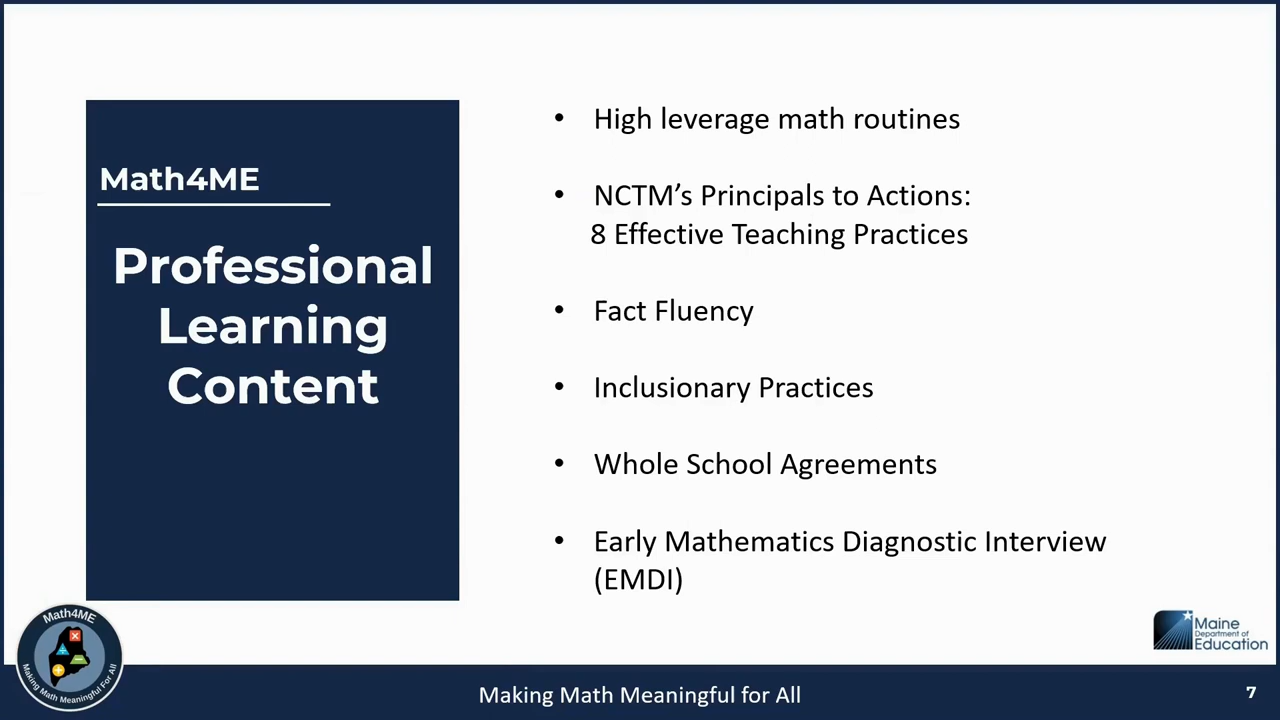 Math4ME
Professional
Learning
Content
• High leverage math routines
• NCTM's Principals to Actions:
8 Effective Teaching Practices
• Fact Fluency
• Inclusionary Practices
• Whole School Agreements
• Early Mathematics Diagnostic Interview
(EMDI)
Math4ME
Making Math Meaningful For All
Maine
Department of
Education
Making Math Meaningful for All
7